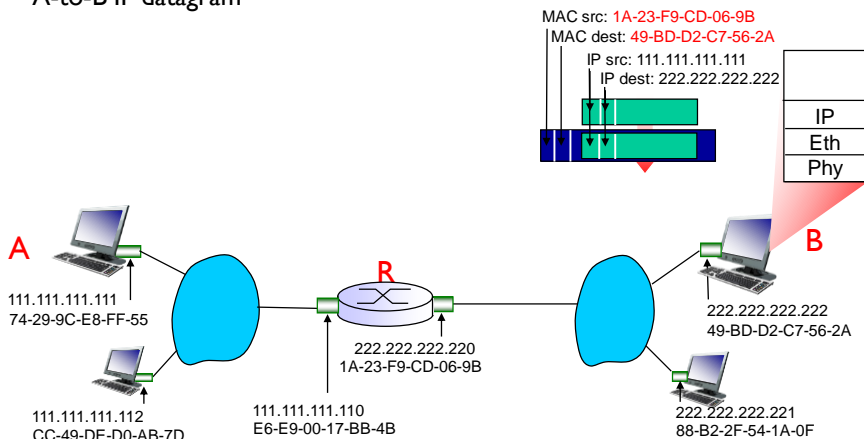 A-to-B IP datagram
MAC src: 1A-23-F9-CD-06-9B
MAC dest: 49-BD-D2-C7-56-2A
IP src: 111.111.111.111
IP dest: 222.222.222.222
IP
Eth
Phy
A
R
B
111.111.111.111
74-29-9C-E8-FF-55
222.222.222.222
49-BD-D2-C7-56-2A
222.222.222.220
1A-23-F9-CD-06-9B
111.111.111.112
CC-49-DE-D0-AB-7D
111.111.111.110
E6-E9-00-17-BB-4B
222.222.222.221
88-B2-2F-54-1A-0F